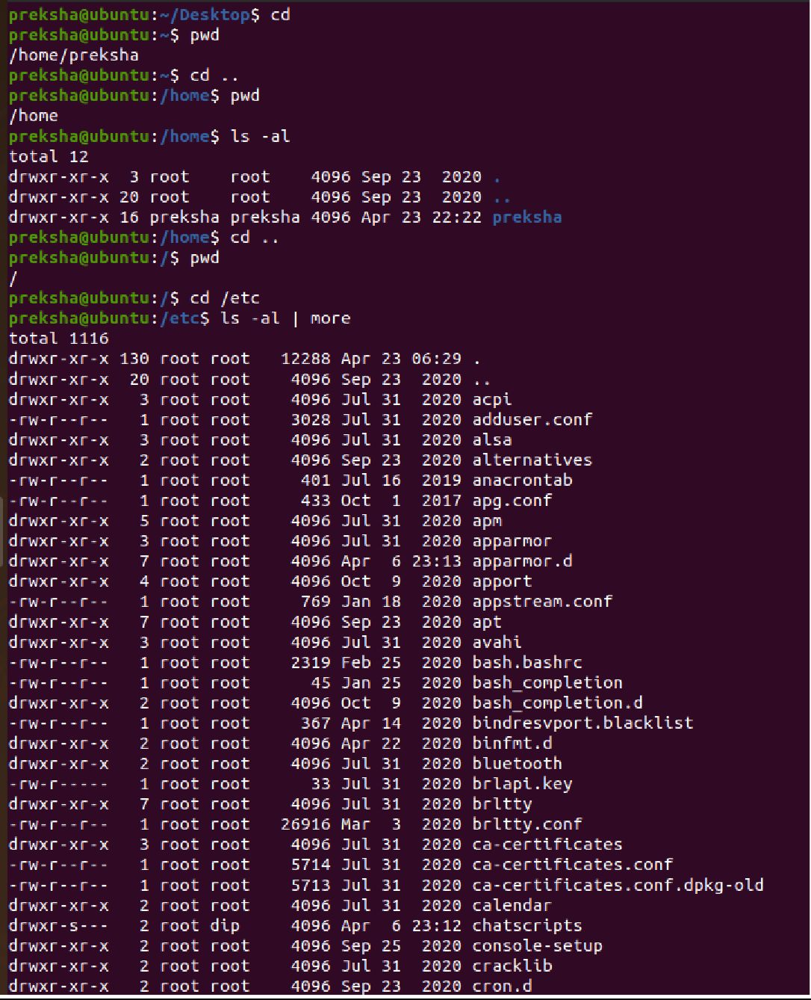 preksha@ubuntu:~/Desktop$ cd
preksha@ubuntu:~$ pwd
/home/preksha
preksha@ubuntu:~$ cd ..
preksha@ubuntu:/home$ pwd
/home
preksha@ubuntu:/home$ ls -al
total 12
drwxr-xr-x  3 root    root    4096 Sep 23  2020 .
drwxr-xr-x 20 root    root    4096 Sep 23  2020 ..
drwxr-xr-x 16 preksha preksha 4096 Apr 23 22:22 preksha
preksha@ubuntu:/home$ cd ..
preksha@ubuntu:/$ pwd
/
preksha@ubuntu:/$ cd /etc
preksha@ubuntu:/etc$ ls -al | more
total 1116
drwxr-xr-x 130 root root   12288 Apr 23 06:29 .
drwxr-xr-x  20 root root    4096 Sep 23  2020 ..
drwxr-xr-x   3 root root    4096 Jul 31  2020 acpi
-rw-r--r--   1 root root    3028 Jul 31  2020 adduser.conf
drwxr-xr-x   3 root root    4096 Jul 31  2020 alsa
drwxr-xr-x   2 root root    4096 Sep 23  2020 alternatives
-rw-r--r--   1 root root     401 Jul 16  2019 anacrontab
-rw-r--r--   1 root root     433 Oct  1  2017 apg.conf
drwxr-xr-x   5 root root    4096 Jul 31  2020 apm
drwxr-xr-x   3 root root    4096 Jul 31  2020 apparmor
drwxr-xr-x   7 root root    4096 Apr  6 23:13 apparmor.d
drwxr-xr-x   4 root root    4096 Oct  9  2020 apport
-rw-r--r--   1 root root     769 Jan 18  2020 appstream.conf
drwxr-xr-x   7 root root    4096 Sep 23  2020 apt
drwxr-xr-x   3 root root    4096 Jul 31  2020 avahi
-rw-r--r--   1 root root    2319 Feb 25  2020 bash.bashrc
-rw-r--r--   1 root root      45 Jan 25  2020 bash_completion
drwxr-xr-x   2 root root    4096 Oct  9  2020 bash_completion.d
-rw-r--r--   1 root root     367 Apr 14  2020 bindresvport.blacklist
drwxr-xr-x   2 root root    4096 Apr 22  2020 binfmt.d
drwxr-xr-x   2 root root    4096 Jul 31  2020 bluetooth
-rw-r-----   1 root root      33 Jul 31  2020 brlapi.key
drwxr-xr-x   7 root root    4096 Jul 31  2020 brltty
-rw-r--r--   1 root root   26916 Mar  3  2020 brltty.conf
drwxr-xr-x   3 root root    4096 Jul 31  2020 ca-certificates
-rw-r--r--   1 root root    5714 Jul 31  2020 ca-certificates.conf
-rw-r--r--   1 root root    5713 Jul 31  2020 ca-certificates.conf.dpkg-old
drwxr-xr-x   2 root root    4096 Jul 31  2020 calendar
drwxr-s---   2 root dip     4096 Apr  6 23:12 chatscripts
drwxr-xr-x   2 root root    4096 Sep 25  2020 console-setup
drwxr-xr-x   2 root root    4096 Jul 31  2020 cracklib
drwxr-xr-x   2 root root    4096 Sep 23  2020 cron.d